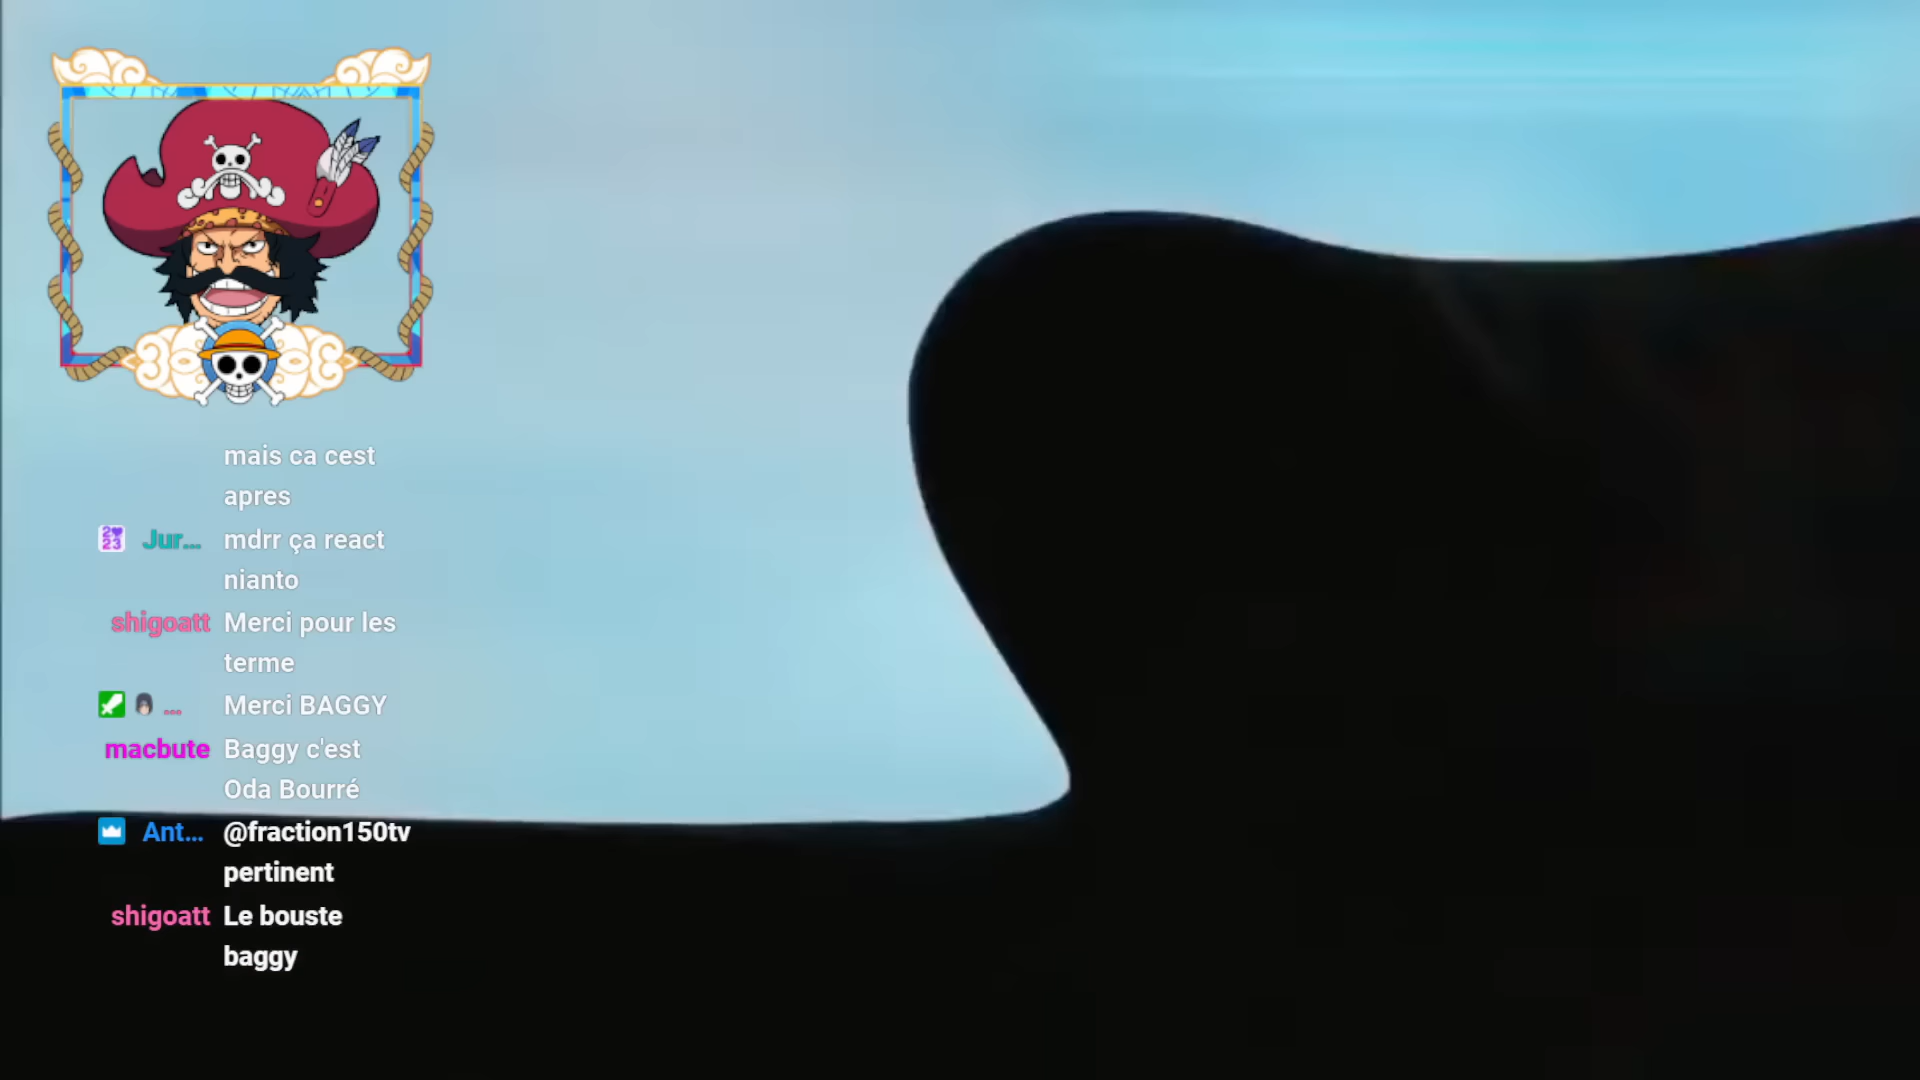 mais ca cest
apres
Jur... mdrr ça react
nianto
shigoatt Merci pour les
terme
... Merci BAGGY
macbute Baggy c'est
Oda Bourré
Ant... @fraction150tv
pertinent
shigoatt Le bouste
baggy